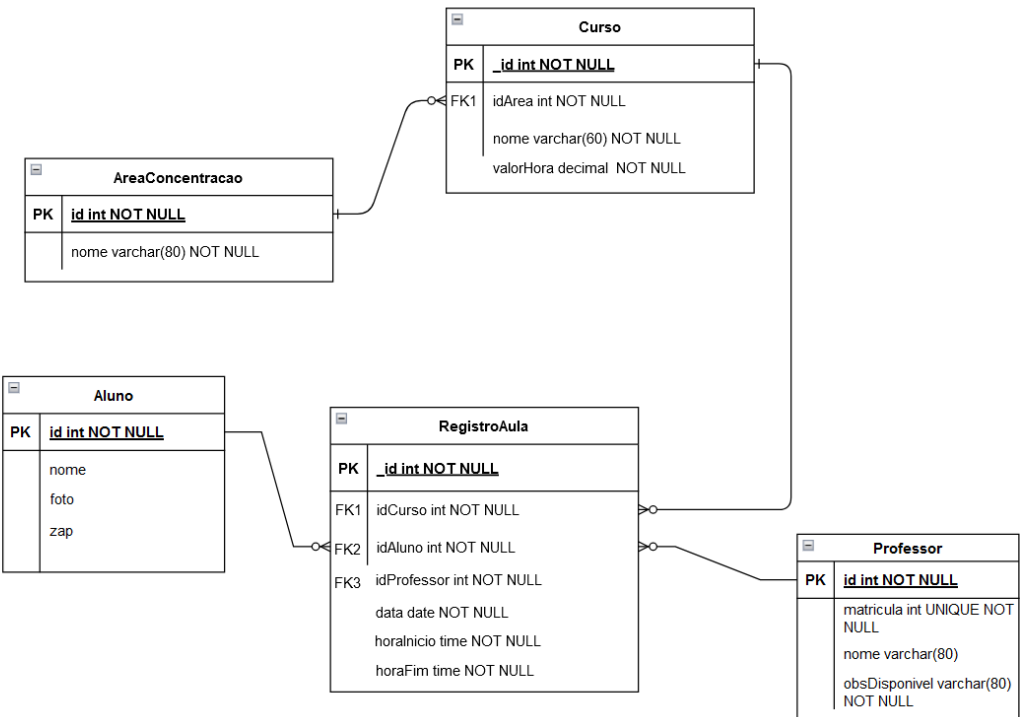 Curso
PK _id int NOT NULL
FK1 idArea int NOT NULL
nome varchar(60) NOT NULL
valorHora decimal  NOT NULL
AreaConcentracao
PK id int NOT NULL
nome varchar(80) NOT NULL
Aluno
PK id int NOT NULL
nome
foto
zap
RegistroAula
PK _id int NOT NULL
FK1 idCurso int NOT NULL
FK2 idAluno int NOT NULL
FK3 idProfessor int NOT NULL
data date NOT NULL
horaInicio time NOT NULL
horaFim time NOT NULL
Professor
PK id int NOT NULL
matricula int UNIQUE NOT
NULL
nome varchar(80)
obsDisponivel varchar(80)
NOT NULL